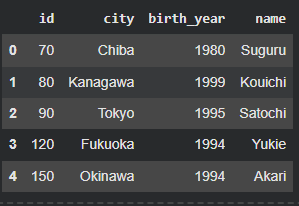 id city birth_year name
0 70 Chiba 1980 Suguru
1 80 Kanagawa 1999 Kouichi
2 90 Tokyo 1995 Satochi
3 120 Fukuoka 1994 Yukie
4 150 Okinawa 1994 Akari